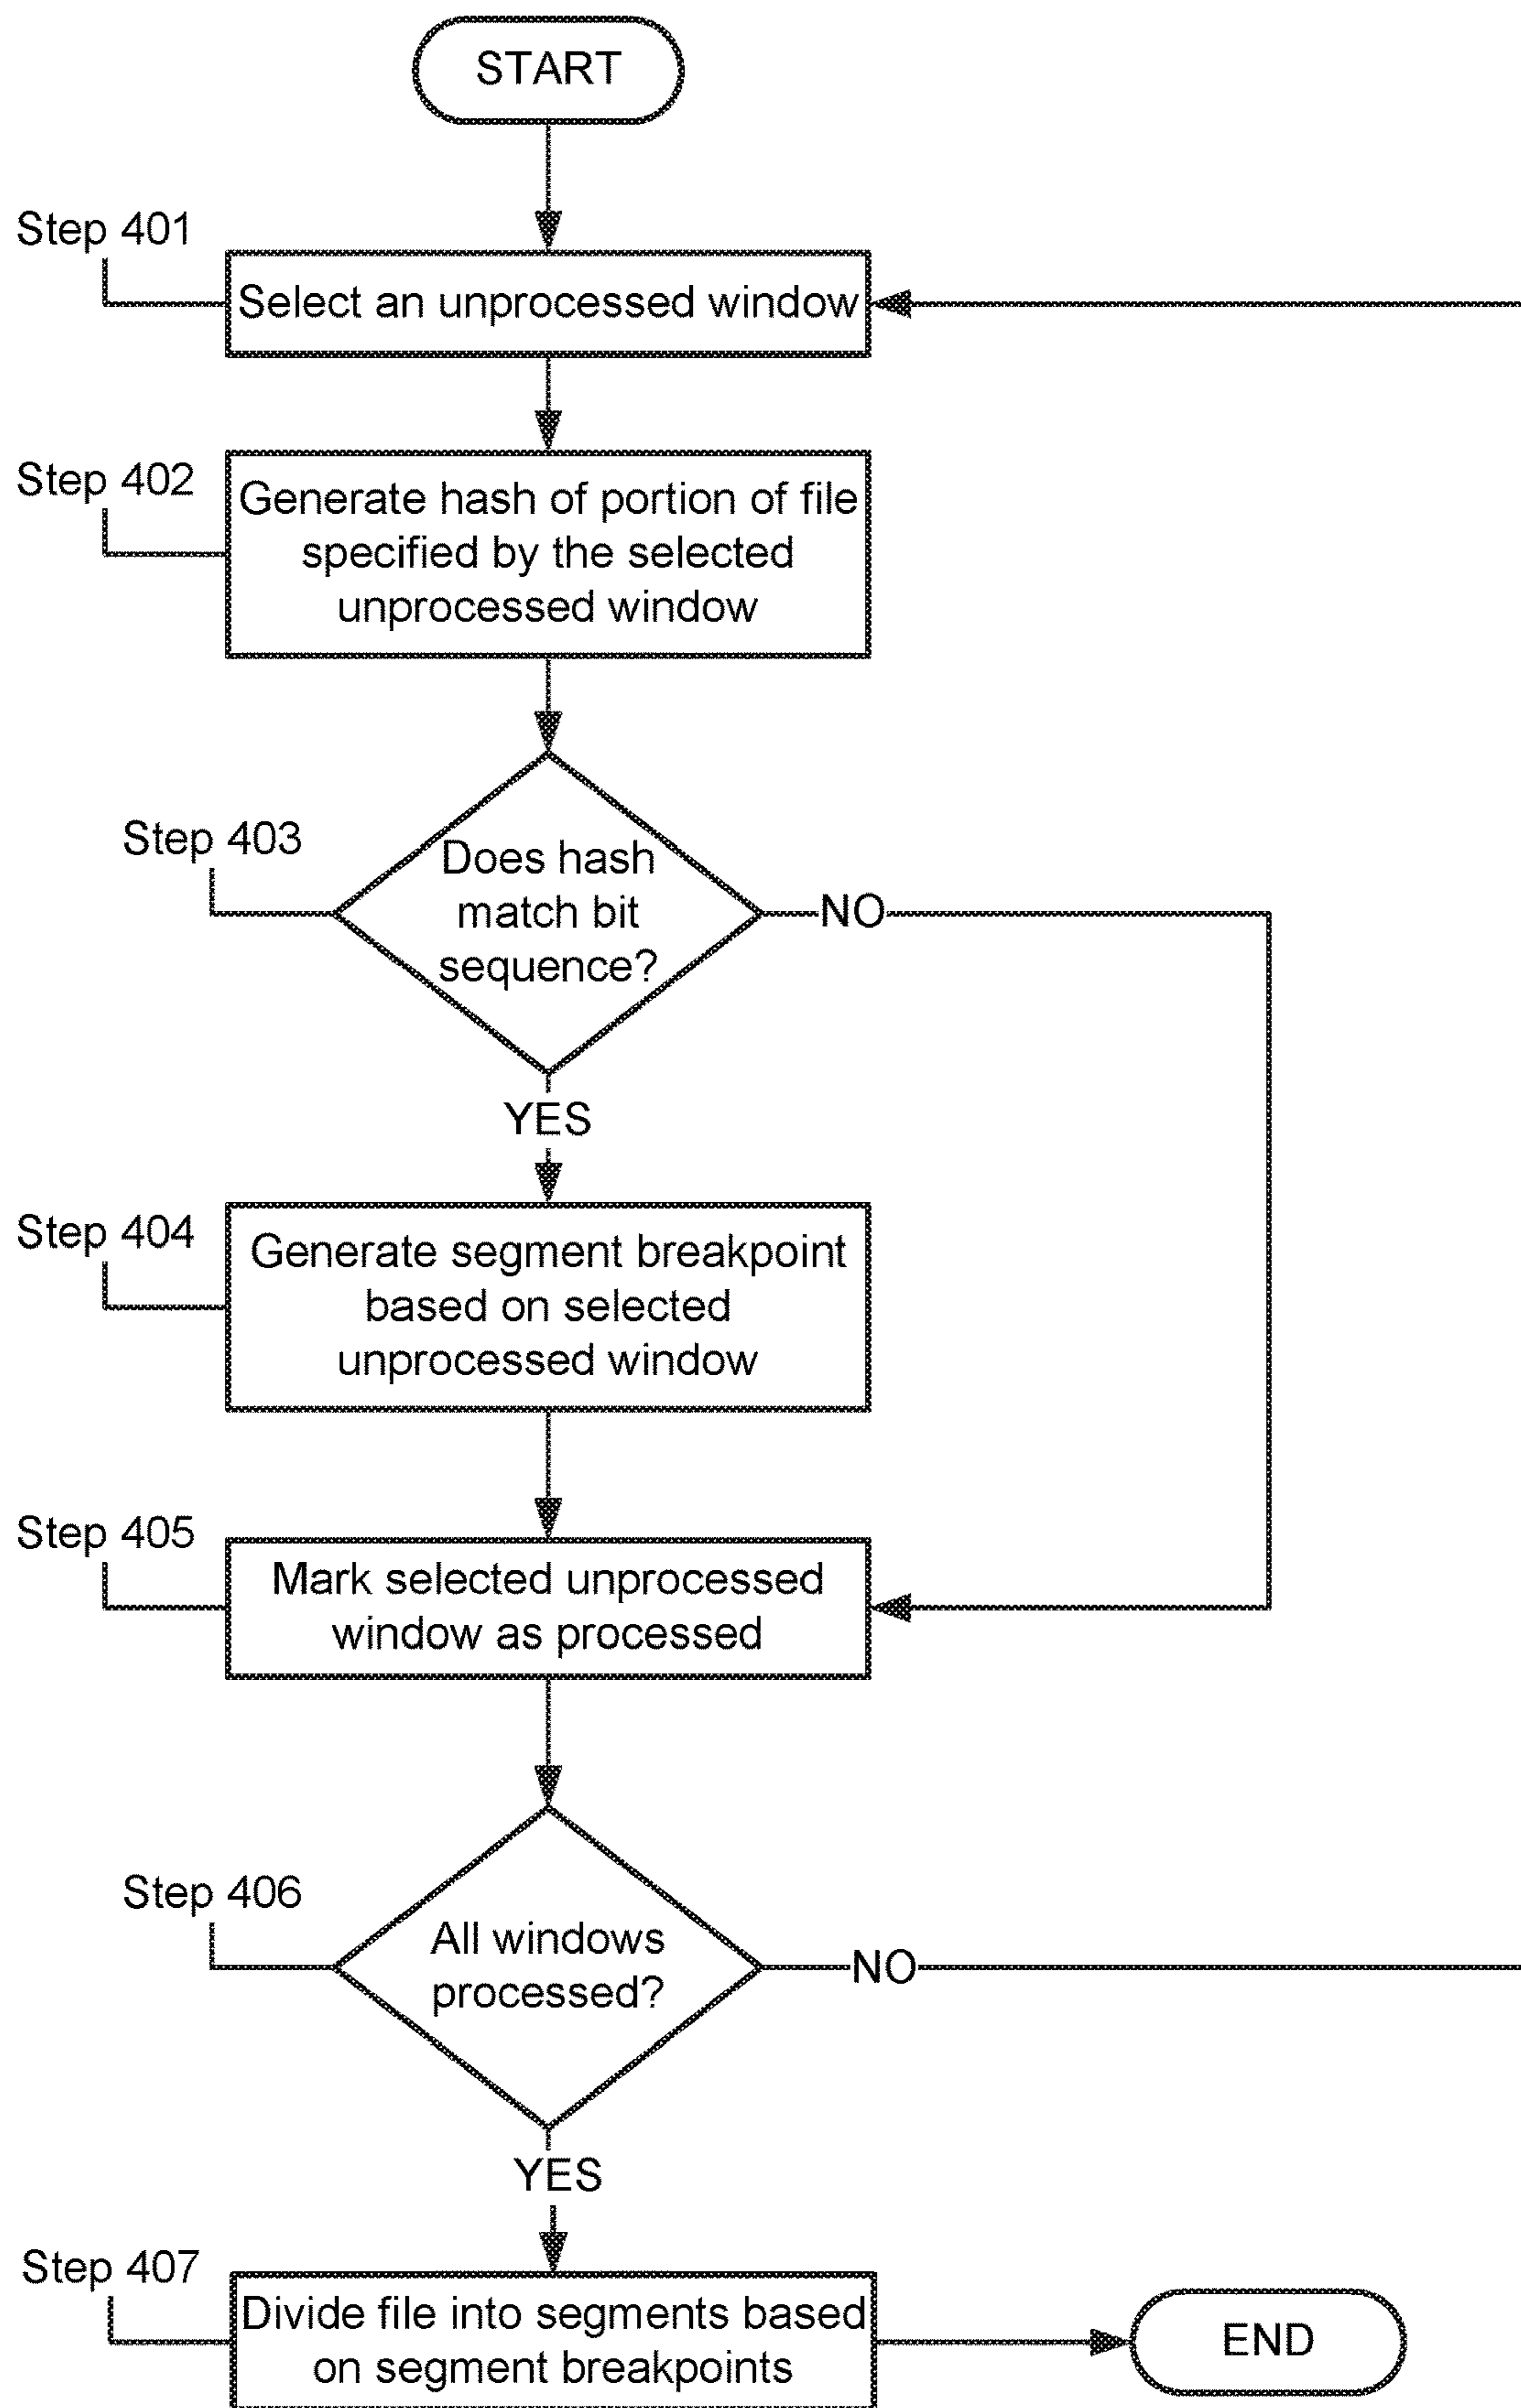 START
Step 401
Select an unprocessed window
Step 402
Generate hash of portion of file
specified by the selected
unprocessed window
Step 403
Does hash
match bit
sequence?
NO
YES
Step 404
Generate segment breakpoint
based on selected
unprocessed window
Step 405
Mark selected unprocessed
window as processed
Step 406
All windows
processed?
NO
YES
Step 407
Divide file into segments based
on segment breakpoints
END